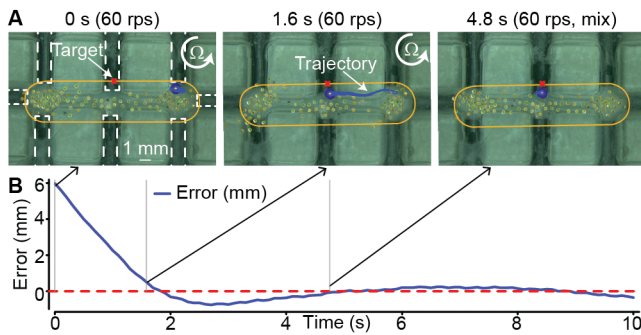 A 0 s (60 rps) 1.6 s (60 rps) 4.8 s (60 rps, mix)
Target Ω Trajectory Ω
1 mm
B
6
Error (mm)
4
2
0
Error (mm)
0 2 4 Time (s) 6 8 10